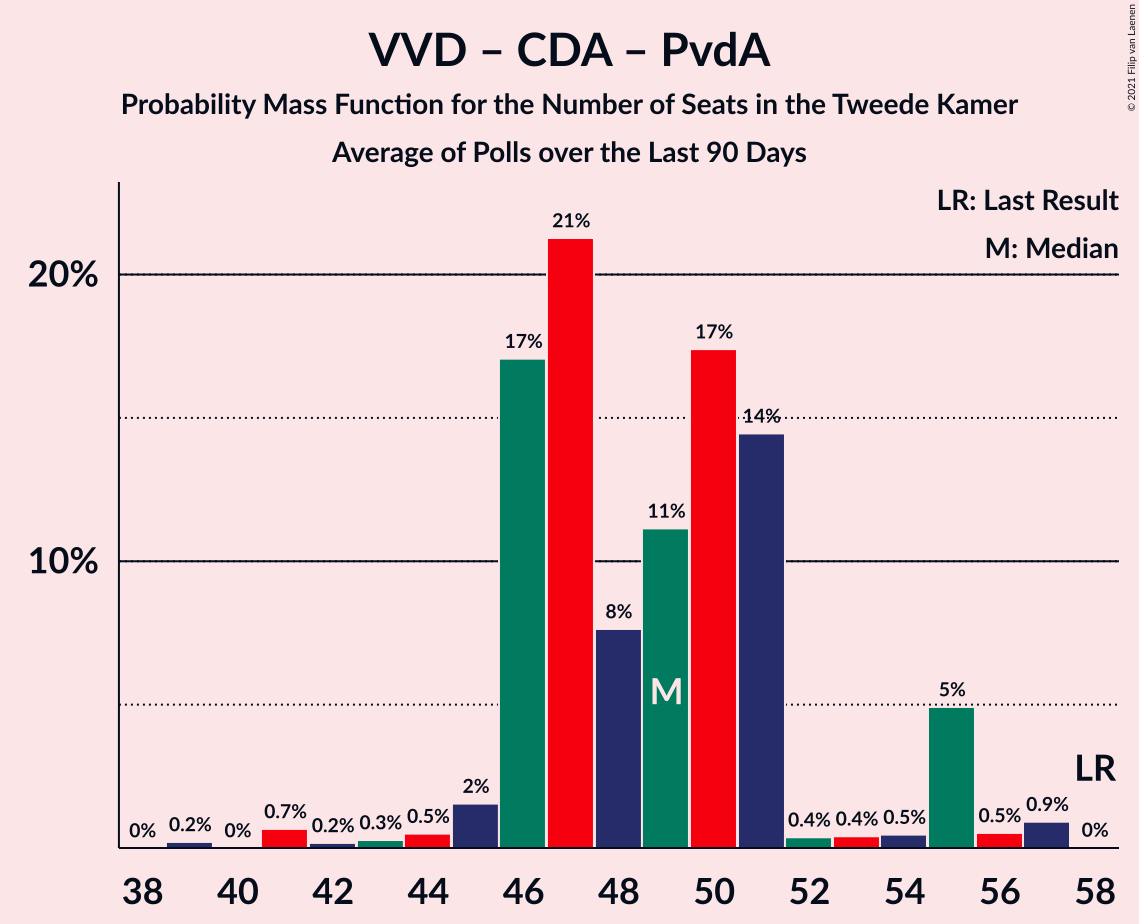 VVD – CDA – PvdA
Probability Mass Function for the Number of Seats in the Tweede Kamer
Average of Polls over the Last 90 Days
© 2021 Filip van Laenen
LR: Last Result
M: Median
20%
10%
0%
0.2%
0%
0.7%
0.2%
0.3%
0.5%
2%
17%
21%
8%
11%
17%
14%
0.4%
0.4%
0.5%
5%
0.5%
0.9%
0%
M
LR
38 40 42 44 46 48 50 52 54 56 58